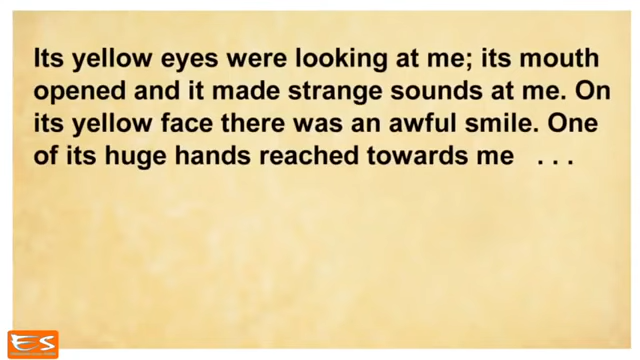 Its yellow eyes were looking at me; its mouth
opened and it made strange sounds at me. On
its yellow face there was an awful smile. One
of its huge hands reached towards me . . .
ES